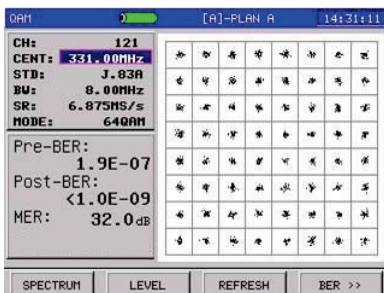 QAM [A]-PLAN A 14:31:11
CH: 121
CENT: 331.00MHz
STD: J.83A
BW: 8.00MHz
SR: 6.875MS/s
MODE: 64QAM
Pre-BER:
1.9E-07
Post-BER:
<1.0E-09
MER: 32.0dB
SPECTRUM LEVEL REFRESH BER >>